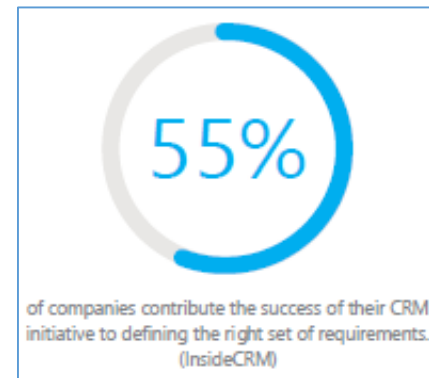 55%
of companies contribute the success of their CRM
initiative to defining the right set of requirements.
(InsideCRM)